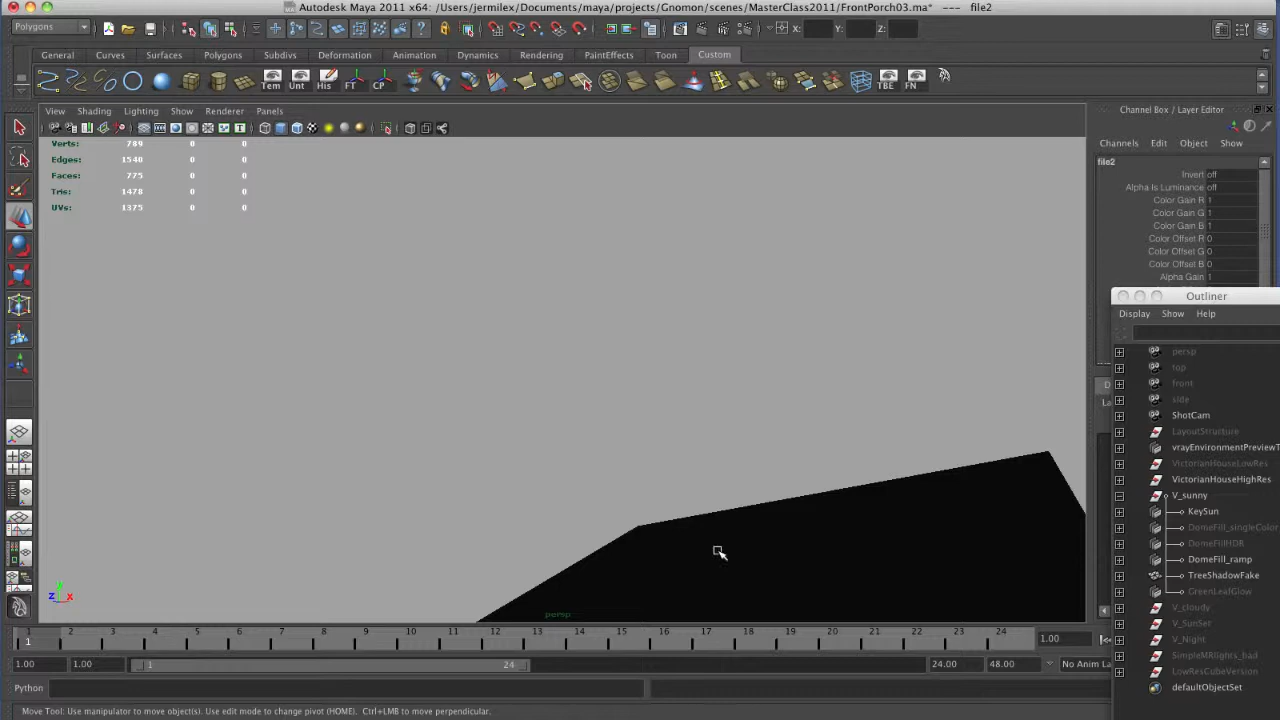 Autodesk Maya 2011 x64: /Users/jermilex/Documents/maya/projects/Gnomon/scenes/MasterClass2011/FrontPorch03.ma* --- file2
Polygons
X: Y: Z:
General Curves Surfaces Polygons Subdivs Deformation Animation Dynamics Rendering PaintEffects Toon Custom
Tem Unt His FT CP TBE FN
View Shading Lighting Show Renderer Panels
Verts: 789 0 0
Edges: 1540 0 0
Faces: 775 0 0
Tris: 1478 0 0
UVs: 1375 0 0
Channel Box / Layer Editor
Channels Edit Object Show
file2
Invert off
Alpha Is Luminance off
Color Gain R 1
Color Gain G 1
Color Gain B 1
Color Offset R 0
Color Offset G 0
Color Offset B 0
Alpha Gain 1
Outliner
Display Show Help
persp
top
front
side
ShotCam
LayoutStructure
vrayEnvironmentPreviewT
VictorianHouseLowRes
VictorianHouseHighRes
V_sunny
KeySun
DomeFill_singleColor
DomeFillHDR
DomeFill_ramp
TreeShadowFake
GreenLeafGlow
V_cloudy
V_SunSet
V_Night
SimpleMRlights_bad
LowResCubeVersion
defaultObjectSet
D
La
z x
persp
1 2 3 4 5 6 7 8 9 10 11 12 13 14 15 16 17 18 19 20 21 22 23 24
1 1.00
1.00 1.00 1 24 24.00 48.00 No Anim La
Python
Move Tool: Use manipulator to move object(s). Use edit mode to change pivot (HOME). Ctrl+LMB to move perpendicular.